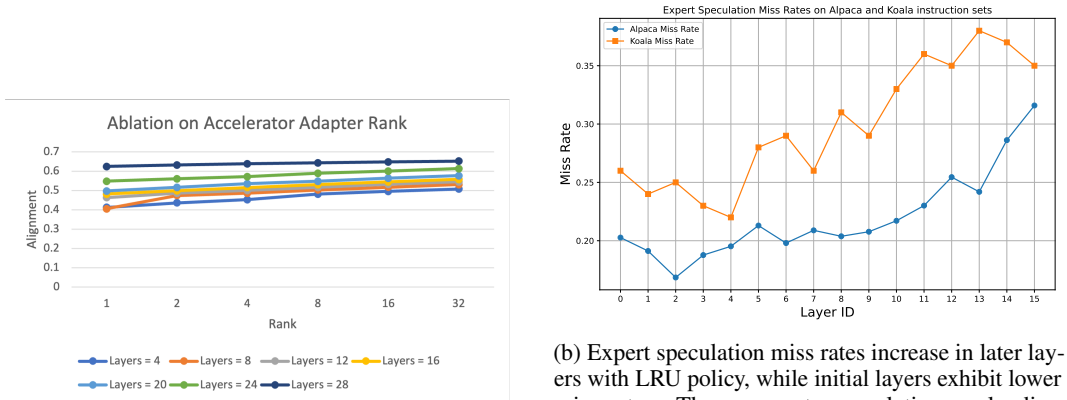 Ablation on Accelerator Adapter Rank
0.7
0.6
0.5
0.4
0.3
0.2
0.1
0
Alignment
1 2 4 8 16 32
Rank
Layers = 4 Layers = 8 Layers = 12 Layers = 16
Layers = 20 Layers = 24 Layers = 28
Expert Speculation Miss Rates on Alpaca and Koala instruction sets
Alpaca Miss Rate
Koala Miss Rate
0.35
0.30
0.25
0.20
Miss Rate
0 1 2 3 4 5 6 7 8 9 10 11 12 13 14 15
Layer ID
(b) Expert speculation miss rates increase in later lay-
ers with LRU policy, while initial layers exhibit lower